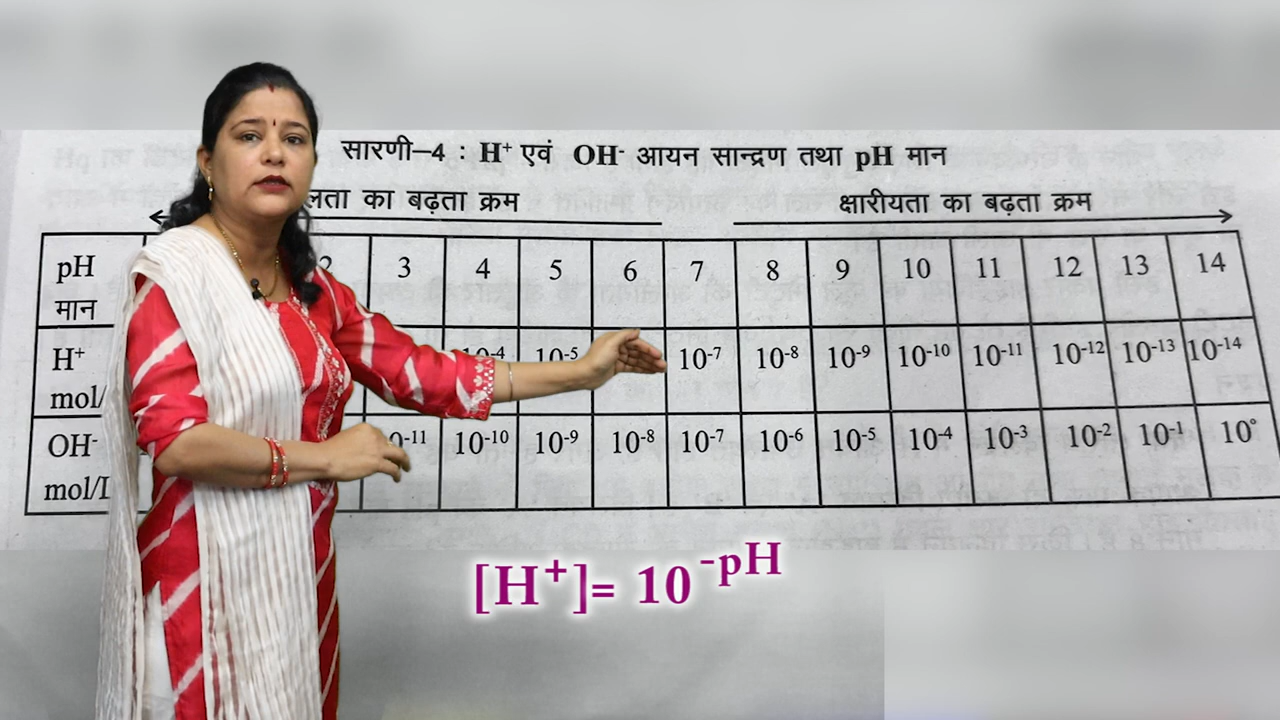 सारणी–4 : H⁺ एवं OH⁻ आयन सान्द्रण तथा pH मान
का बढ़ता क्रम क्षारीयता का बढ़ता क्रम
pH मान 2 3 4 5 6 7 8 9 10 11 12 13 14
H⁺ mol/ 10⁻⁵ 10⁻⁷ 10⁻⁸ 10⁻⁹ 10⁻¹⁰ 10⁻¹¹ 10⁻¹² 10⁻¹³ 10⁻¹⁴
OH⁻ mol/L 10⁻¹⁰ 10⁻⁹ 10⁻⁸ 10⁻⁷ 10⁻⁶ 10⁻⁵ 10⁻⁴ 10⁻³ 10⁻² 10⁻¹ 10°
[H⁺]= 10⁻ᵖᴴ